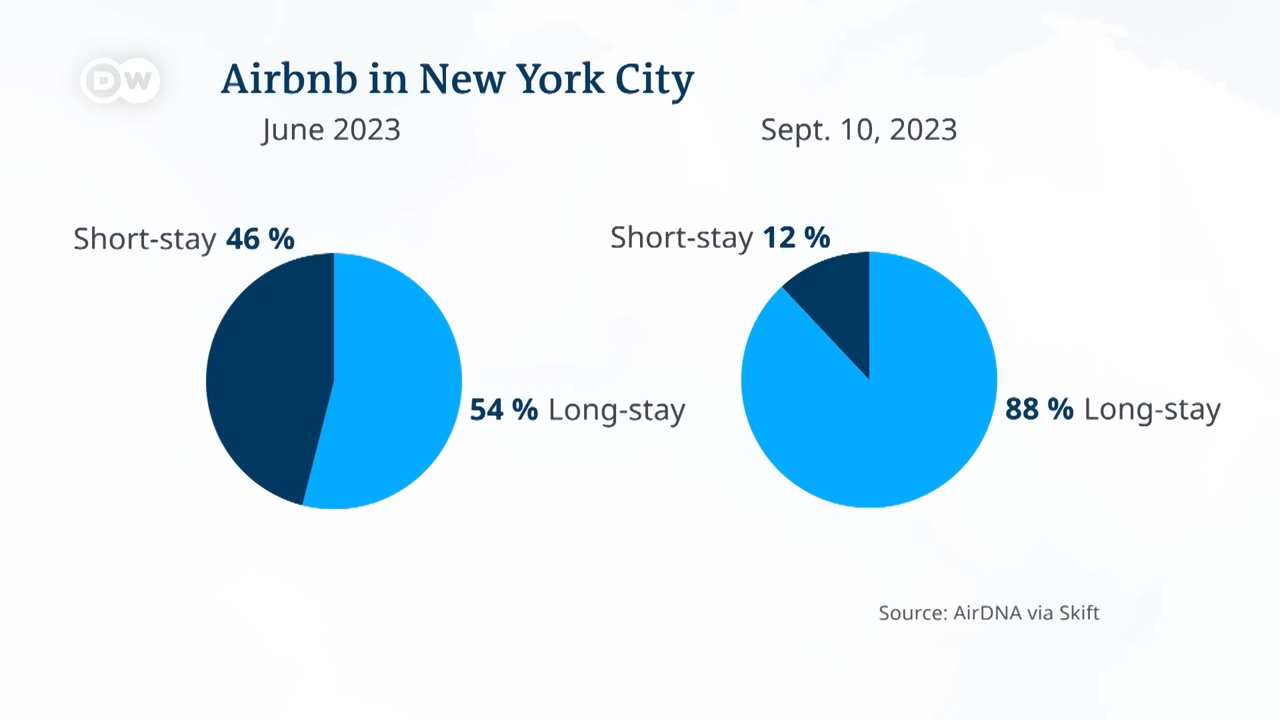 DW
Airbnb in New York City
June 2023
Sept. 10, 2023
Short-stay 46 %
54 % Long-stay
Short-stay 12 %
88 % Long-stay
Source: AirDNA via Skift